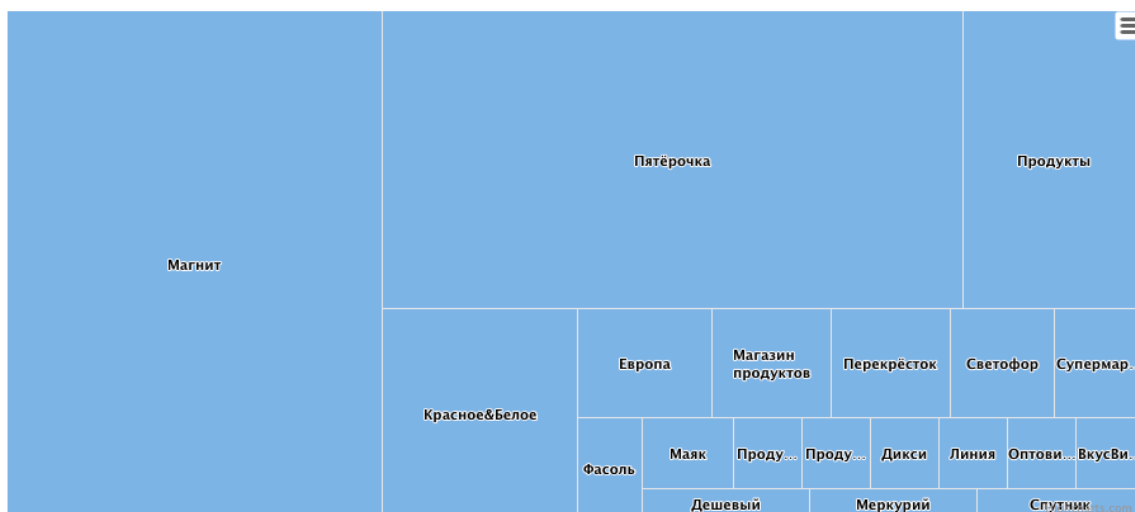 Пятёрочка
Продукты
Магнит
Европа
Магазин
продуктов
Перекрёсток
Светофор
Супермар...
Красное&Белое
Фасоль
Маяк
Проду...
Проду...
Дикси
Линия
Оптови...
ВкусВи...
Дешевый
Меркурий
Спутник